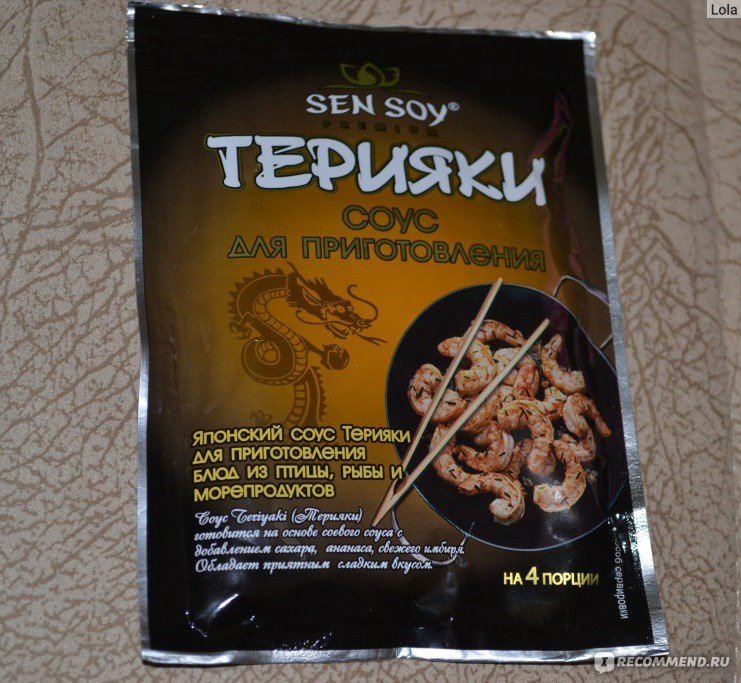 Lola
SEN SOY®
PREMIUM
ТЕРИЯКИ
СОУС
ДЛЯ ПРИГОТОВЛЕНИЯ
ЯПОНСКИЙ СОУС ТЕРИЯКИ
ДЛЯ ПРИГОТОВЛЕНИЯ
БЛЮД ИЗ ПТИЦЫ, РЫБЫ И
МОРЕПРОДУКТОВ
Соус Teriyaki (Терияки)
готовится на основе соевого соуса с
добавлением сахара, ананаса, свежего имбиря.
Обладает приятным сладким вкусом.
НА 4 ПОРЦИИ
сервировки
IRECOMMEND.RU